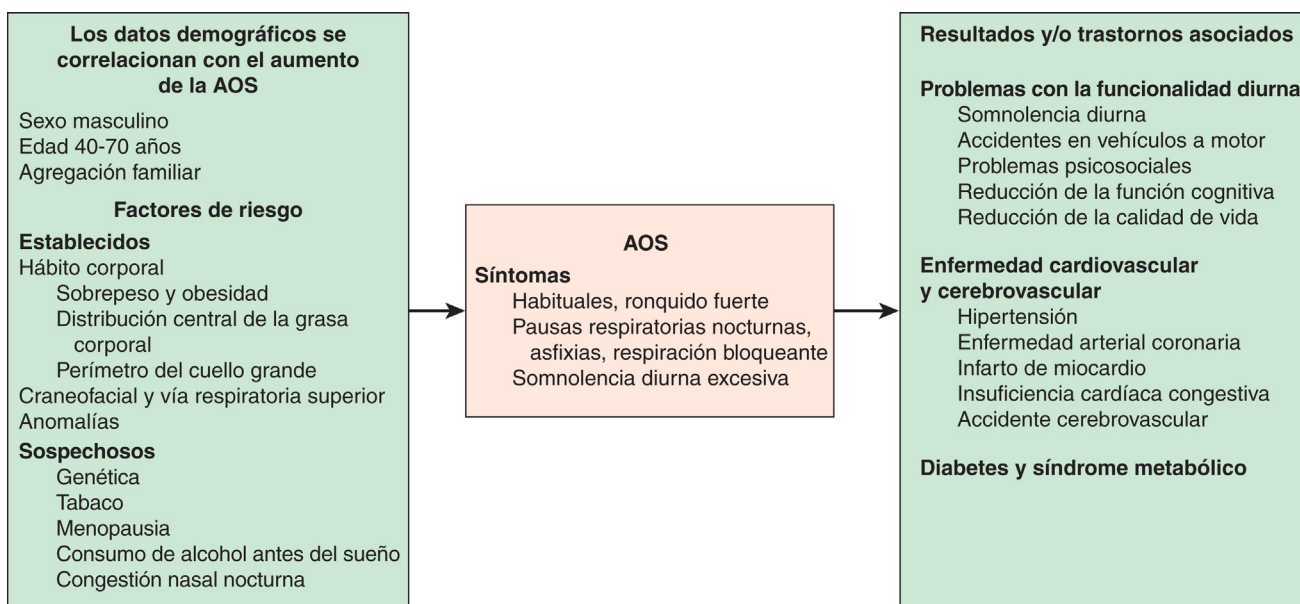 Los datos demográficos se
correlacionan con el aumento
de la AOS
Sexo masculino
Edad 40-70 años
Agregación familiar
Factores de riesgo
Establecidos
Hábito corporal
Sobrepeso y obesidad
Distribución central de la grasa
corporal
Perímetro del cuello grande
Craneofacial y vía respiratoria superior
Anomalías
Sospechosos
Genética
Tabaco
Menopausia
Consumo de alcohol antes del sueño
Congestión nasal nocturna
AOS
Síntomas
Habituales, ronquido fuerte
Pausas respiratorias nocturnas,
asfixias, respiración bloqueante
Somnolencia diurna excesiva
Resultados y/o trastornos asociados
Problemas con la funcionalidad diurna
Somnolencia diurna
Accidentes en vehículos a motor
Problemas psicosociales
Reducción de la función cognitiva
Reducción de la calidad de vida
Enfermedad cardiovascular
y cerebrovascular
Hipertensión
Enfermedad arterial coronaria
Infarto de miocardio
Insuficiencia cardíaca congestiva
Accidente cerebrovascular
Diabetes y síndrome metabólico